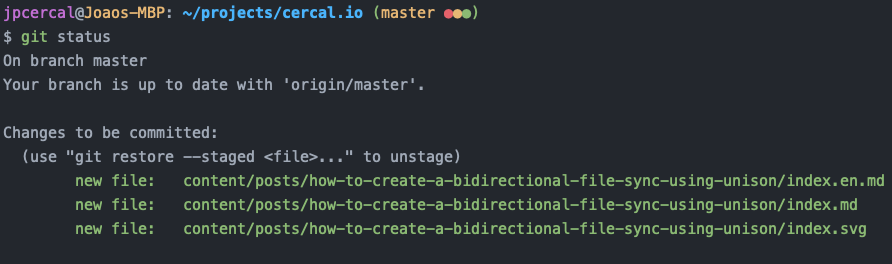 jpcercal@Joaos-MBP: ~/projects/cercal.io (master ●●●)
$ git status
On branch master
Your branch is up to date with 'origin/master'.

Changes to be committed:
  (use "git restore --staged <file>..." to unstage)
        new file:   content/posts/how-to-create-a-bidirectional-file-sync-using-unison/index.en.md
        new file:   content/posts/how-to-create-a-bidirectional-file-sync-using-unison/index.md
        new file:   content/posts/how-to-create-a-bidirectional-file-sync-using-unison/index.svg